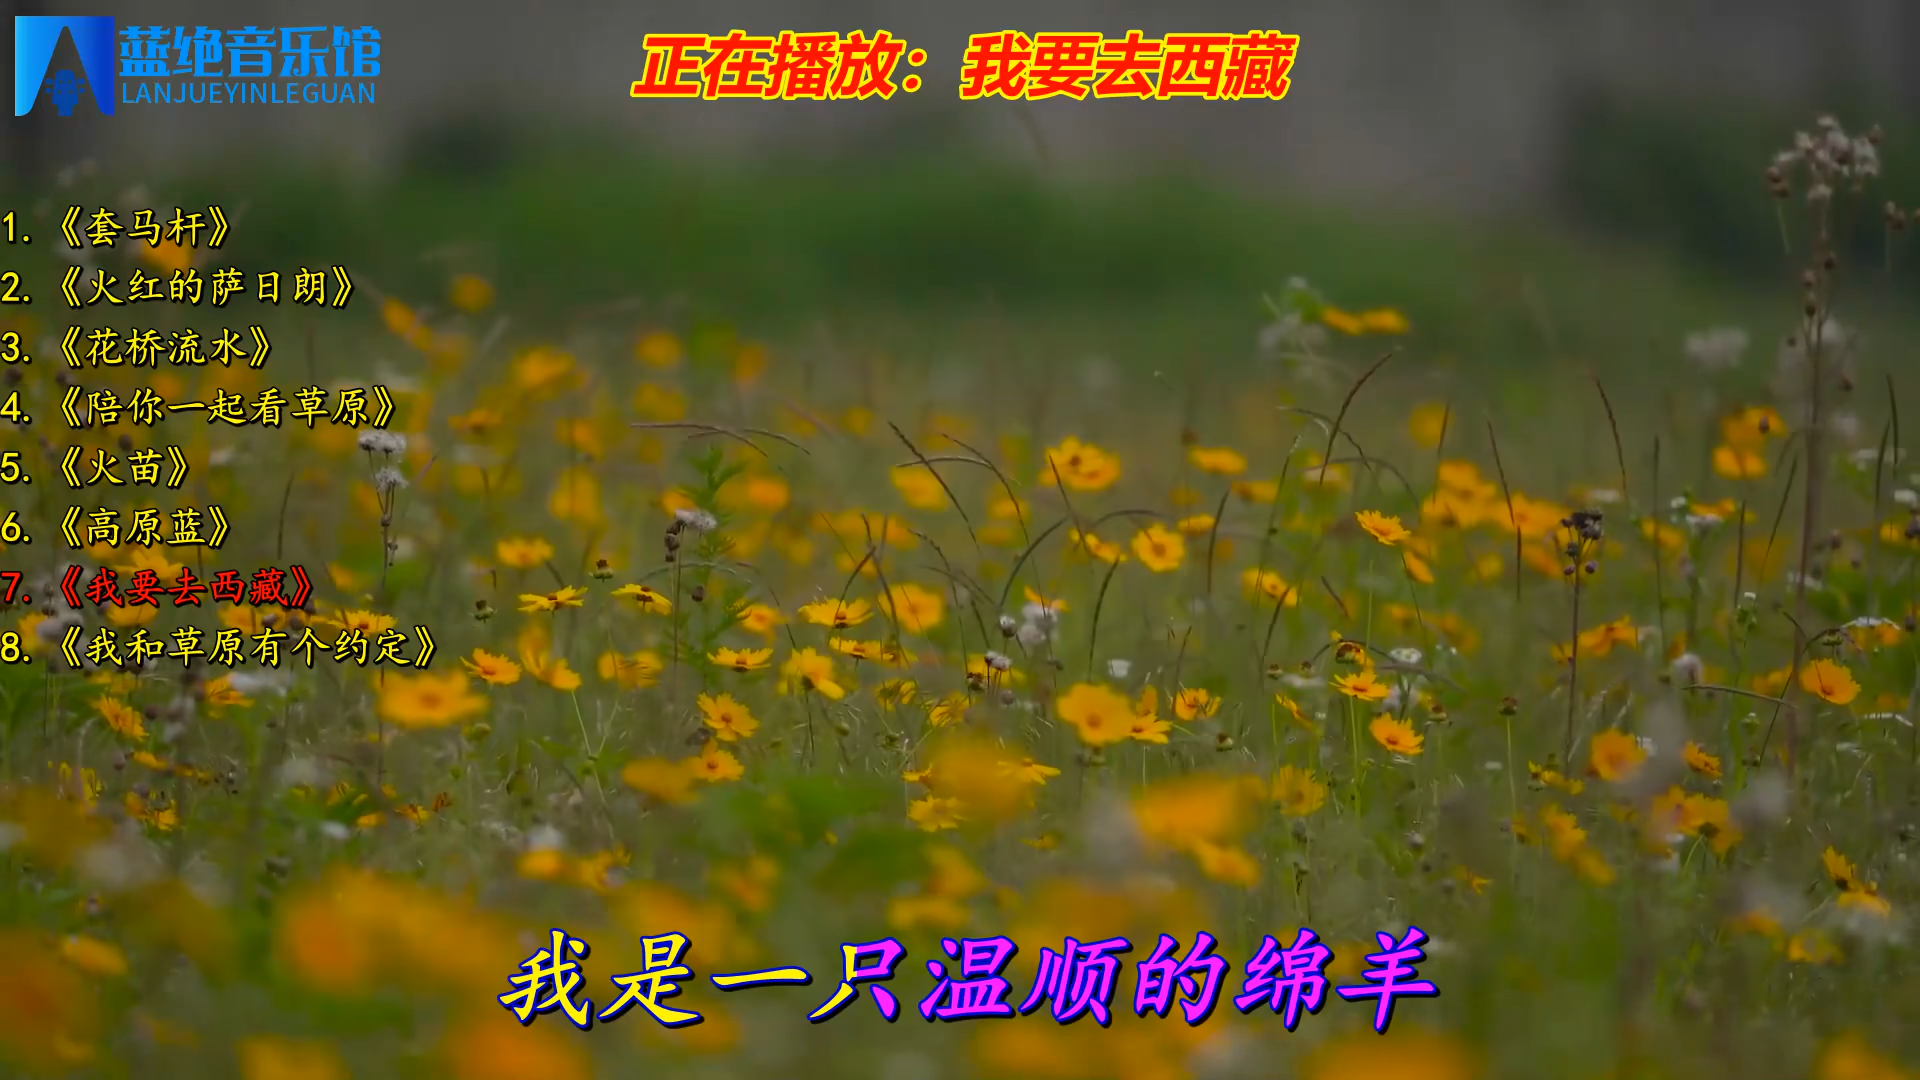 蓝绝音乐馆
LANJUEYINLEGUAN
正在播放：我要去西藏
1.《套马杆》
2.《火红的萨日朗》
3.《花桥流水》
4.《陪你一起看草原》
5.《火苗》
6.《高原蓝》
7.《我要去西藏》
8.《我和草原有个约定》
我是一只温顺的绵羊